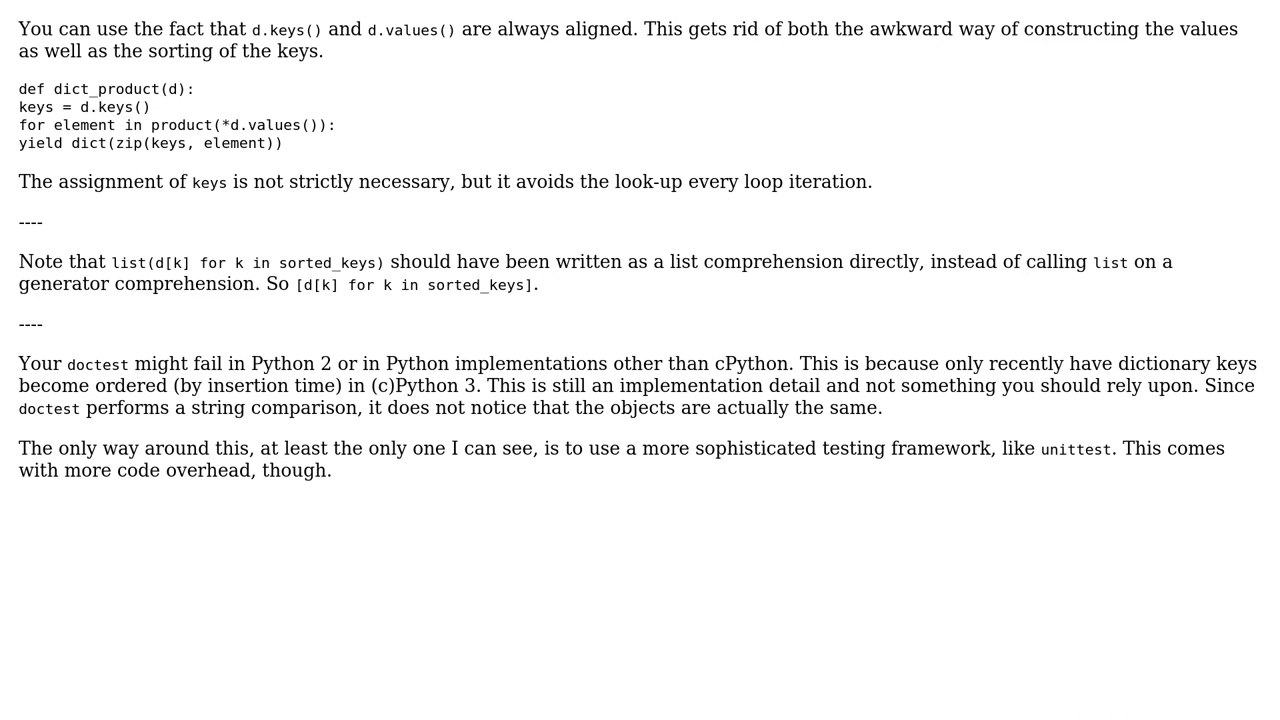 You can use the fact that d.keys() and d.values() are always aligned. This gets rid of both the awkward way of constructing the values
as well as the sorting of the keys.
def dict_product(d):
keys = d.keys()
for element in product(*d.values()):
yield dict(zip(keys, element))
The assignment of keys is not strictly necessary, but it avoids the look-up every loop iteration.
----
Note that list(d[k] for k in sorted_keys) should have been written as a list comprehension directly, instead of calling list on a
generator comprehension. So [d[k] for k in sorted_keys].
----
Your doctest might fail in Python 2 or in Python implementations other than cPython. This is because only recently have dictionary keys
become ordered (by insertion time) in (c)Python 3. This is still an implementation detail and not something you should rely upon. Since
doctest performs a string comparison, it does not notice that the objects are actually the same.
The only way around this, at least the only one I can see, is to use a more sophisticated testing framework, like unittest. This comes
with more code overhead, though.